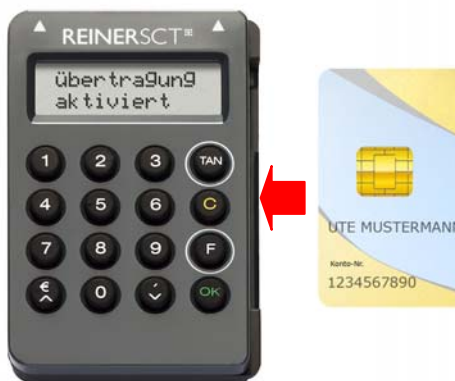 REINERSCT
übertragung
aktiviert
1 2 3 TAN
4 5 6 C
7 8 9 F
€ 0 OK
UTE MUSTERMANN
Konto-Nr.
1234567890